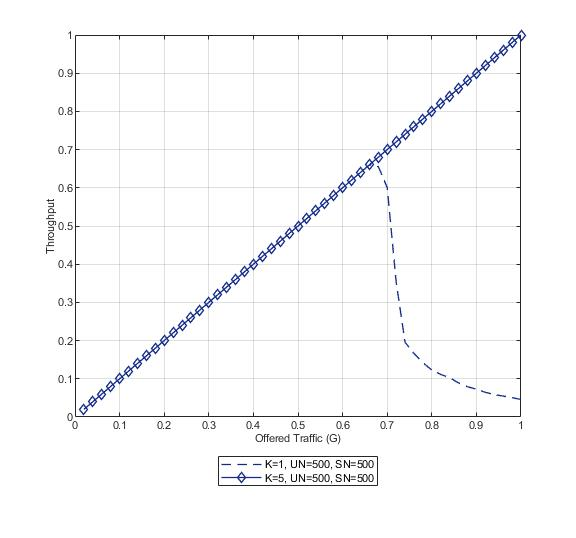 1
0.9
0.8
0.7
0.6
0.5
0.4
0.3
0.2
0.1
0
Throughput
0 0.1 0.2 0.3 0.4 0.5 0.6 0.7 0.8 0.9 1
Offered Traffic (G)
K=1, UN=500, SN=500
K=5, UN=500, SN=500